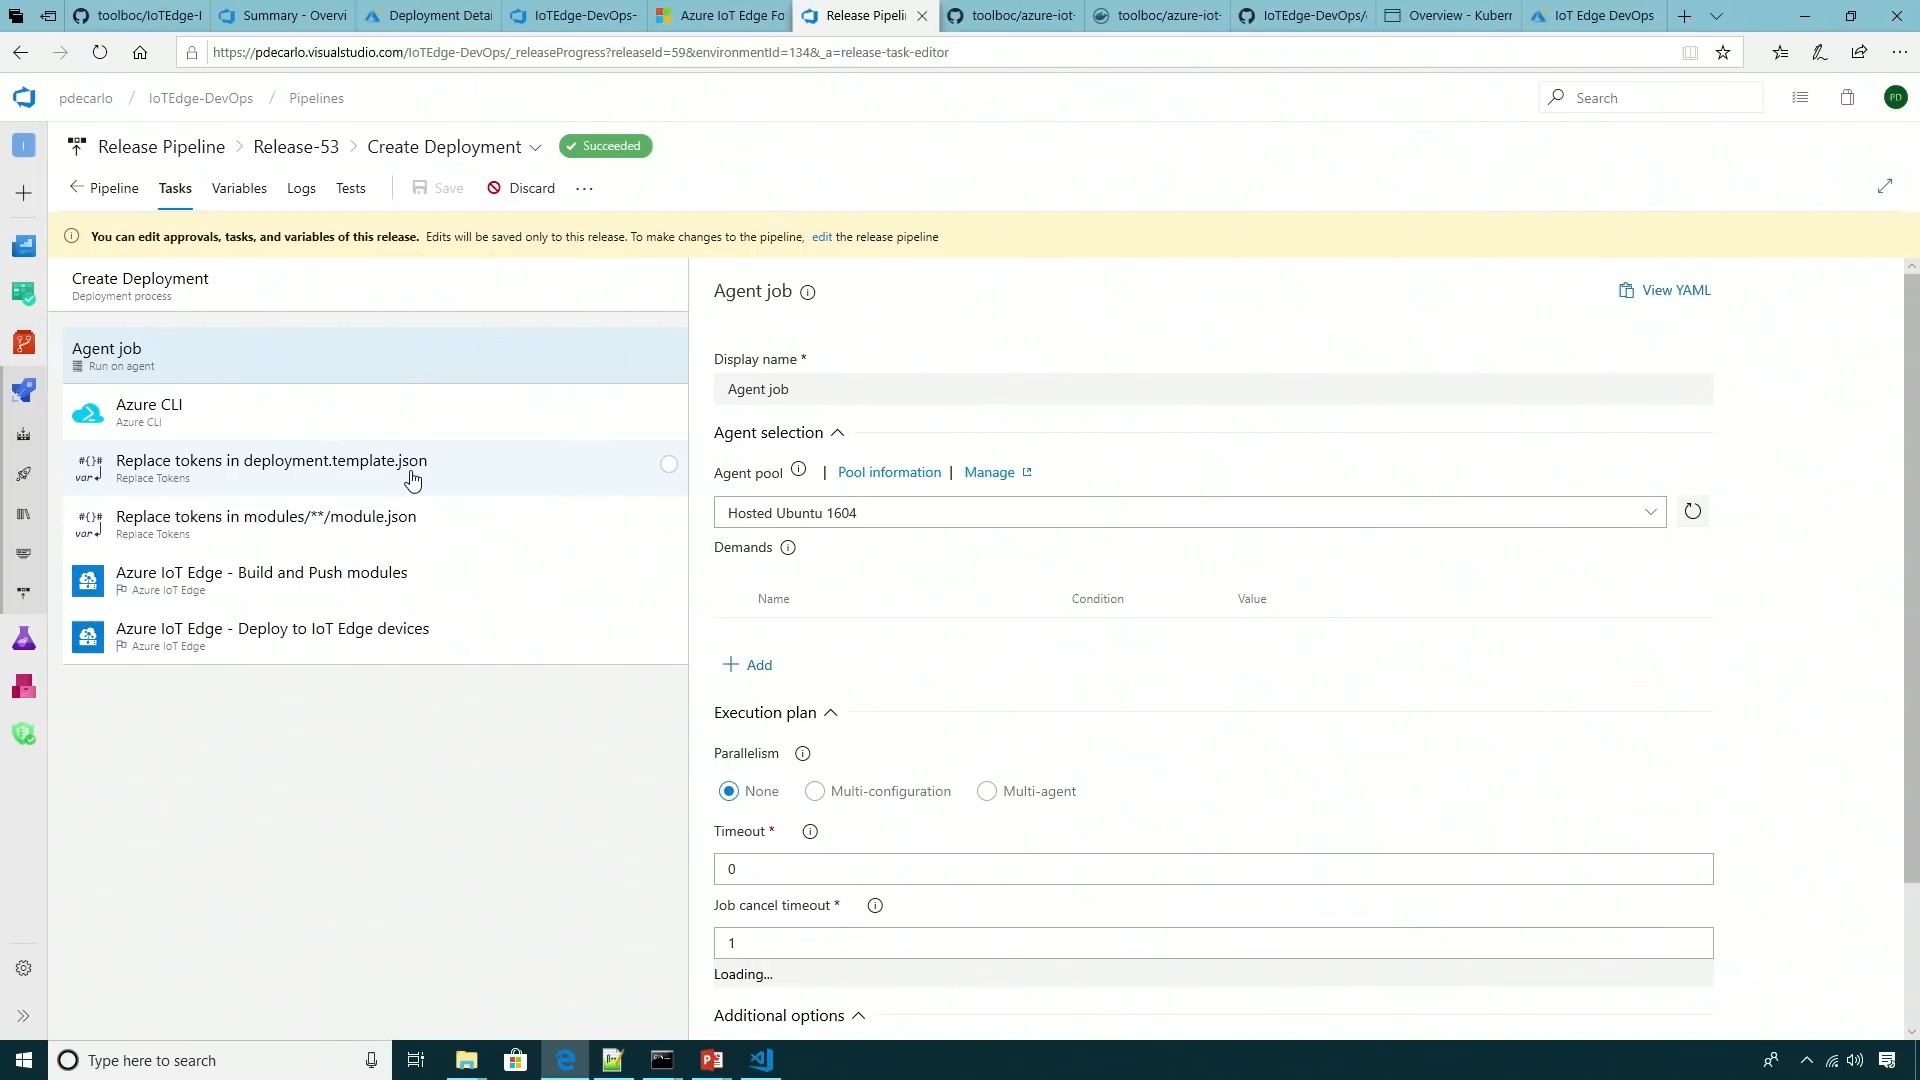 toolboc/IoTEdge-I
Summary - Overvi
Deployment Detai
IoTEdge-DevOps-
Azure IoT Edge Fo
Release Pipeli
toolboc/azure-iot-
toolboc/azure-iot-
IoTEdge-DevOps/
Overview - Kubern
IoT Edge DevOps
https://pdecarlo.visualstudio.com/IoTEdge-DevOps/_releaseProgress?releaseId=59&environmentId=134&_a=release-task-editor
pdecarlo / IoTEdge-DevOps / Pipelines
Search
PD
I
Release Pipeline > Release-53 > Create Deployment
Succeeded
Pipeline
Tasks
Variables
Logs
Tests
Save
Discard
You can edit approvals, tasks, and variables of this release. Edits will be saved only to this release. To make changes to the pipeline, edit the release pipeline
Create Deployment
Deployment process
Agent job
Run on agent
Azure CLI
Azure CLI
#{}#
var
Replace tokens in deployment.template.json
Replace Tokens
#{}#
var
Replace tokens in modules/**/module.json
Replace Tokens
Azure IoT Edge - Build and Push modules
Azure IoT Edge
Azure IoT Edge - Deploy to IoT Edge devices
Azure IoT Edge
Agent job
View YAML
Display name *
Agent job
Agent selection
Agent pool | Pool information | Manage
Hosted Ubuntu 1604
Demands
Name Condition Value
Add
Execution plan
Parallelism
None
Multi-configuration
Multi-agent
Timeout *
0
Job cancel timeout *
1
Loading...
Additional options
Type here to search